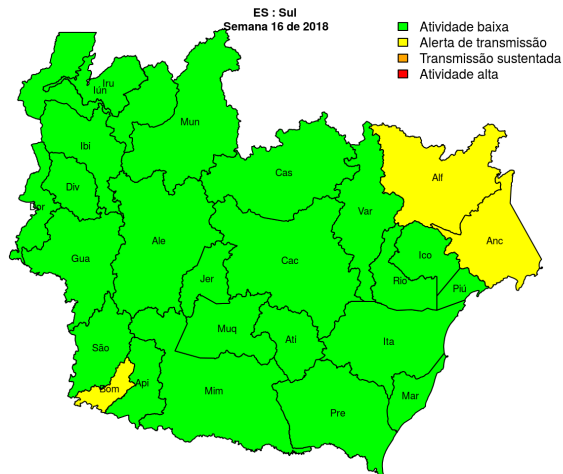 ES : Sul
Semana 16 de 2018
Atividade baixa
Alerta de transmissão
Transmissão sustentada
Atividade alta
Iru
Iún
Mun
Ibi
Cas
Alf
Div
Dor
Var
Ale
Anc
Gua
Cac
Ico
Jer
Rio
Piú
Muq
Ati
Ita
São
Bom
Api
Mim
Mar
Pre